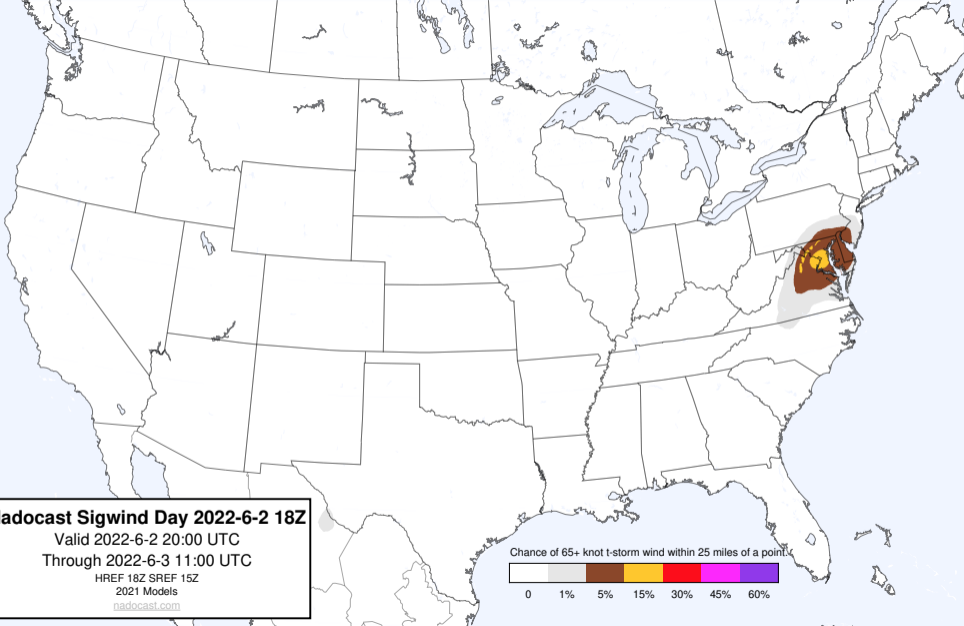 adocast Sigwind Day 2022-6-2 18Z
Valid 2022-6-2 20:00 UTC
Through 2022-6-3 11:00 UTC
HREF 18Z SREF 15Z
2021 Models
nadocast.com
Chance of 65+ knot t-storm wind within 25 miles of a point.
0 1% 5% 15% 30% 45% 60%